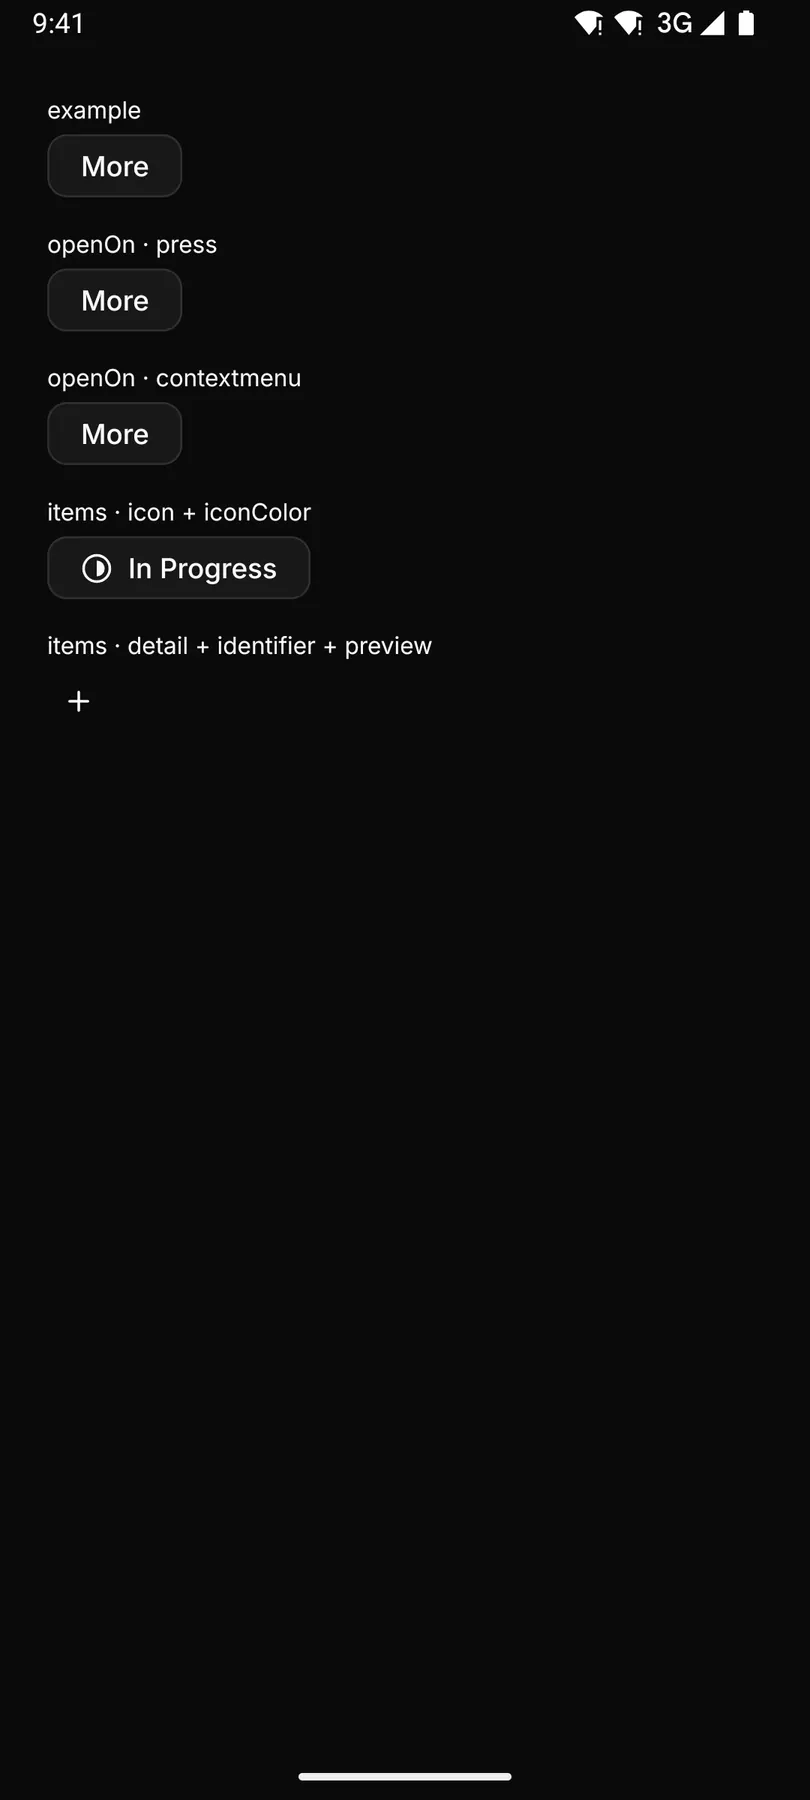 9:41
3G
example
More
openOn · press
More
openOn · contextmenu
More
items · icon + iconColor
In Progress
items · detail + identifier + preview